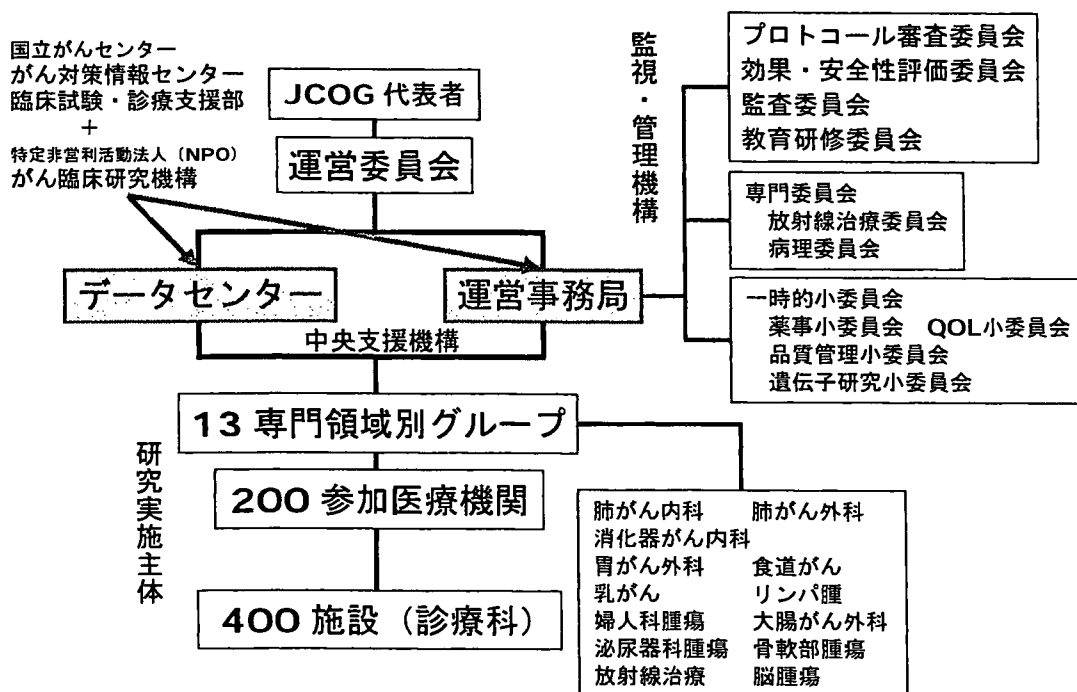 国立がんセンター
がん対策情報センター
臨床試験・診療支援部
+
特定非営利活動法人（NPO）
がん臨床研究機構
JCOG 代表者
運営委員会
データセンター
運営事務局
中央支援機構
監視・管理機構
プロトコール審査委員会
効果・安全性評価委員会
監査委員会
教育研修委員会
専門委員会
放射線治療委員会
病理委員会
一時的小委員会
薬事小委員会 QOL小委員会
品質管理小委員会
遺伝子研究小委員会
研究実施主体
13 専門領域別グループ
200 参加医療機関
400 施設（診療科）
肺がん内科 肺がん外科
消化器がん内科
胃がん外科 食道がん
乳がん リンパ腫
婦人科腫瘍 大腸がん外科
泌尿器科腫瘍 骨軟部腫瘍
放射線治療 脳腫瘍